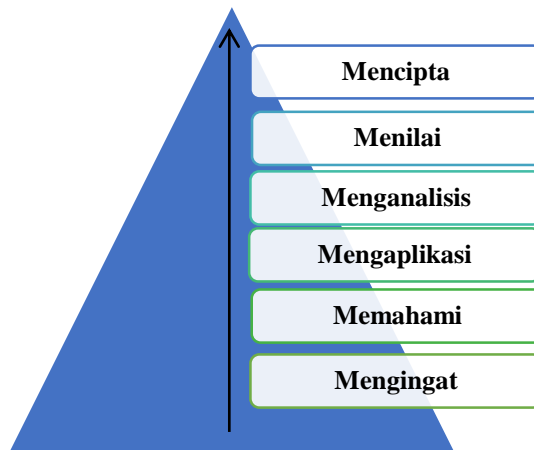 Mencipta
Menilai
Menganalisis
Mengaplikasi
Memahami
Mengingat